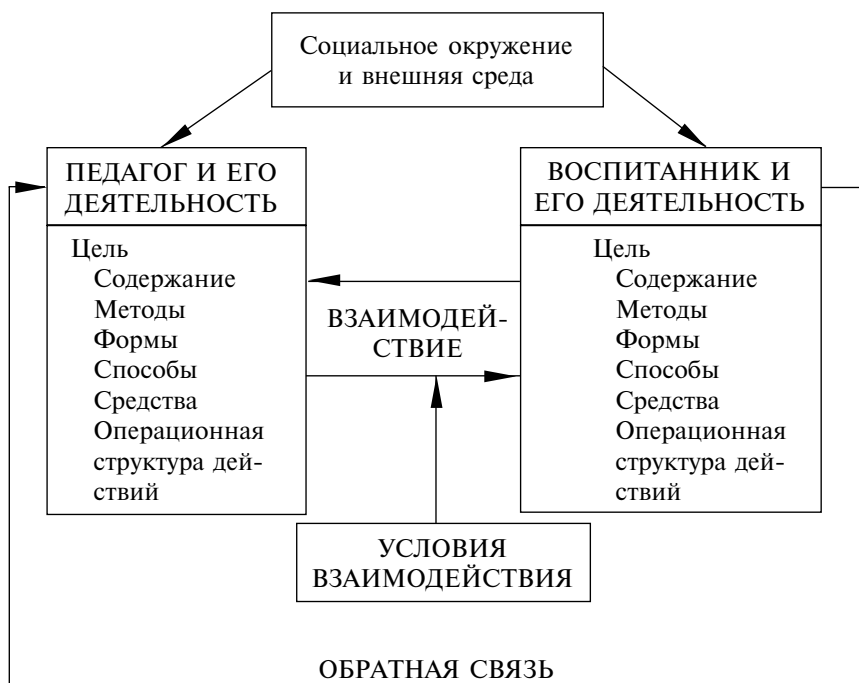 Социальное окружение
и внешняя среда
ПЕДАГОГ И ЕГО
ДЕЯТЕЛЬНОСТЬ
Цель
Содержание
Методы
Формы
Способы
Средства
Операционная
структура дей-
ствий
ВЗАИМОДЕЙ-
СТВИЕ
ВОСПИТАННИК И
ЕГО ДЕЯТЕЛЬНОСТЬ
Цель
Содержание
Методы
Формы
Способы
Средства
Операционная
структура дей-
ствий
УСЛОВИЯ
ВЗАИМОДЕЙСТВИЯ
ОБРАТНАЯ СВЯЗЬ